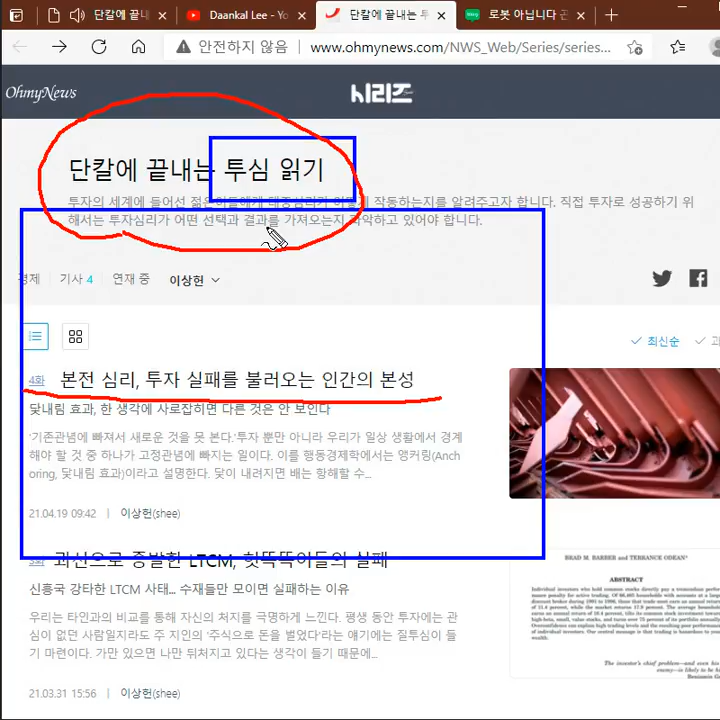 단칼에 끝내
Daankal Lee - Yo
단칼에 끝내는 투
로봇 아닙니다
안전하지 않음
www.ohmynews.com/NWS_Web/Series/series...
OhmyNews
시리즈
단칼에 끝내는 투심 읽기
투자의 세계에 들어선 젊은이들에게 대중심리가 어떻게 작동하는지를 알려주고자 합니다. 직접 투자로 성공하기 위
해서는 투자심리가 어떤 선택과 결과를 가져오는지 파악하고 있어야 합니다.
경제 기사 4 연재 중 이상헌
최신순
4화 본전 심리, 투자 실패를 불러오는 인간의 본성
닻내림 효과, 한 생각에 사로잡히면 다른 것은 안 보인다
'기존관념에 빠져서 새로운 것을 못 본다.'투자 뿐만 아니라 우리가 일상 생활에서 경계
해야 할 것 중 하나가 고정관념에 빠지는 일이다. 이를 행동경제학에서는 앵커링(Anch
oring, 닻내림 효과)이라고 설명한다. 닻이 내려지면 배는 항해할 수...
21.04.19 09:42 이상헌(shee)
3화 과신으로 증발한 LTCM, 헛똑똑이들의 실패
신흥국 강타한 LTCM 사태... 수재들만 모이면 실패하는 이유
우리는 타인과의 비교를 통해 자신의 처지를 극명하게 느낀다. 평생 동안 투자에는 관
심이 없던 사람일지라도 주 지인의 '주식으로 돈을 벌었다'라는 얘기에는 질투심이 들
기 마련이다. 가만 있으면 나만 뒤처지고 있다는 생각이 들기 때문에...
21.03.31 15:56 이상헌(shee)
BRAD M. BARBER and TERRANCE ODEAN*
ABSTRACT
The investor's chief problem—and even his
enemy—is likely to be
Benjamin G